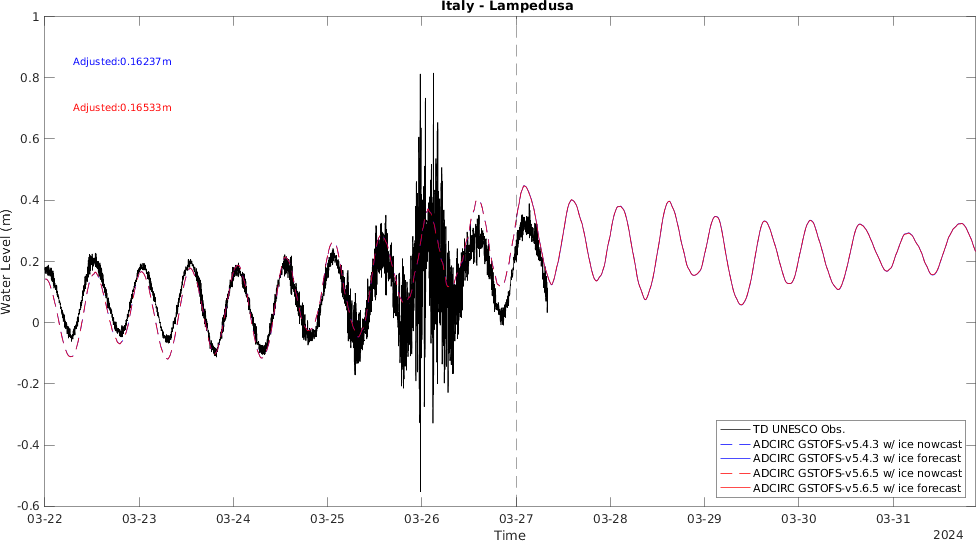 Italy - Lampedusa
Adjusted:0.16237m
Adjusted:0.16533m
Water Level (m)
1
0.8
0.6
0.4
0.2
0
-0.2
-0.4
-0.6
TD UNESCO Obs.
ADCIRC GSTOFS-v5.4.3 w/ ice nowcast
ADCIRC GSTOFS-v5.4.3 w/ ice forecast
ADCIRC GSTOFS-v5.6.5 w/ ice nowcast
ADCIRC GSTOFS-v5.6.5 w/ ice forecast
03-22 03-23 03-24 03-25 03-26 03-27 03-28 03-29 03-30 03-31
Time
2024